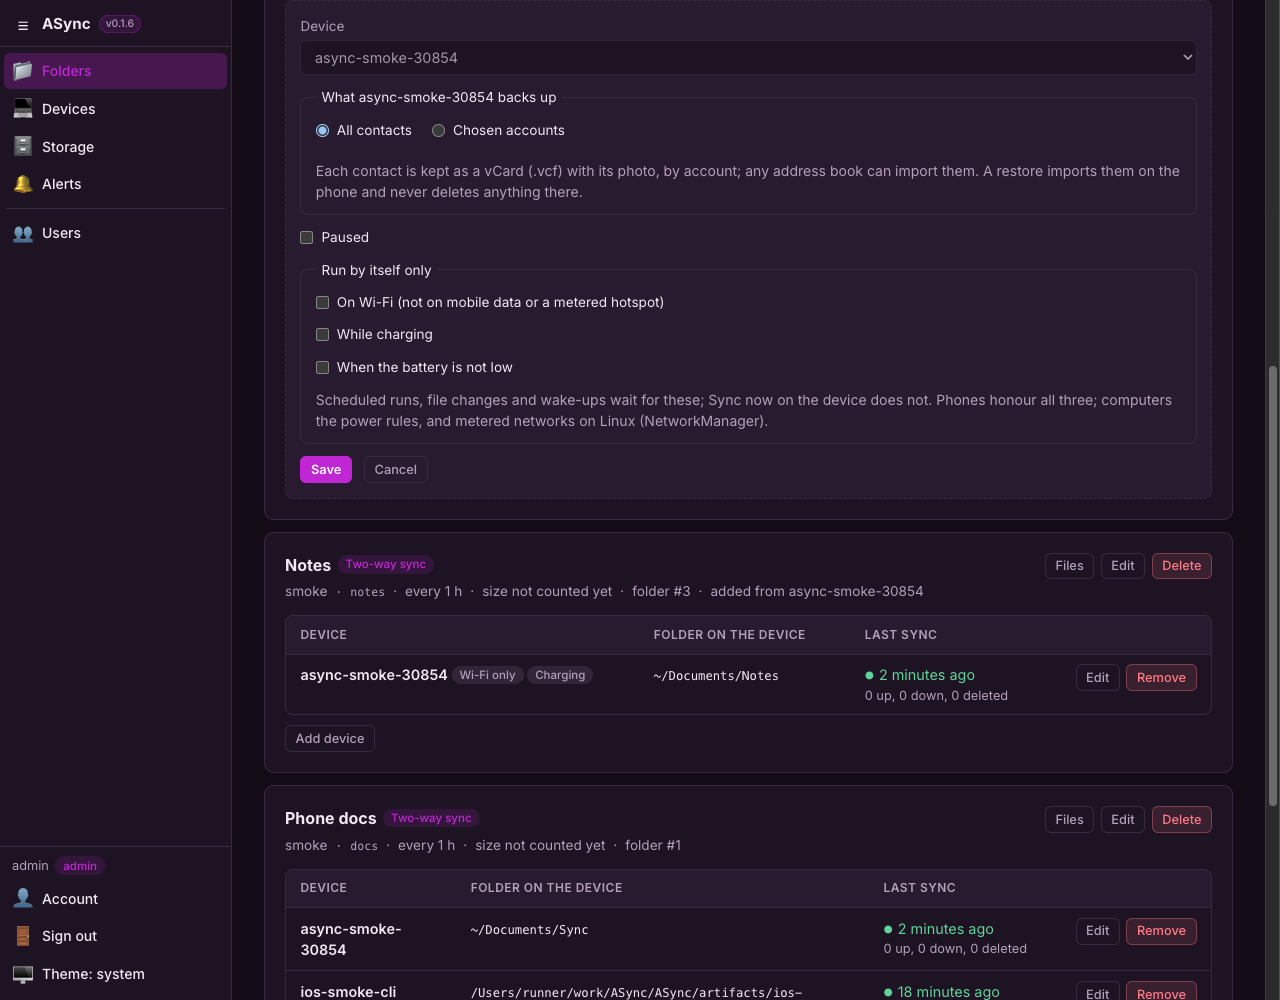 ASync v0.1.6
Folders
Devices
Storage
Alerts
Users
admin admin
Account
Sign out
Theme: system
Device
async-smoke-30854
What async-smoke-30854 backs up
All contacts Chosen accounts
Each contact is kept as a vCard (.vcf) with its photo, by account; any address book can import them. A restore imports them on the
phone and never deletes anything there.
Paused
Run by itself only
On Wi-Fi (not on mobile data or a metered hotspot)
While charging
When the battery is not low
Scheduled runs, file changes and wake-ups wait for these; Sync now on the device does not. Phones honour all three; computers
the power rules, and metered networks on Linux (NetworkManager).
Save Cancel
Notes Two-way sync Files Edit Delete
smoke · notes · every 1 h · size not counted yet · folder #3 · added from async-smoke-30854
DEVICE FOLDER ON THE DEVICE LAST SYNC
async-smoke-30854 Wi-Fi only Charging ~/Documents/Notes 2 minutes ago Edit Remove
0 up, 0 down, 0 deleted
Add device
Phone docs Two-way sync Files Edit Delete
smoke · docs · every 1 h · size not counted yet · folder #1
DEVICE FOLDER ON THE DEVICE LAST SYNC
async-smoke- ~/Documents/Sync 2 minutes ago Edit Remove
30854 0 up, 0 down, 0 deleted
ios-smoke-cli /Users/runner/work/ASync/ASync/artifacts/ios- 18 minutes ago Edit Remove